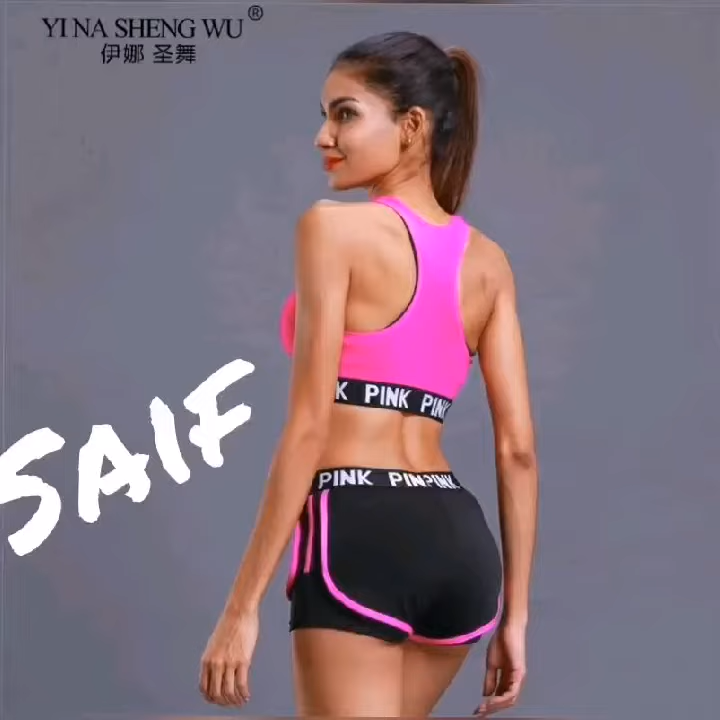 YI NA SHENG WU®
伊娜 圣舞
SAIF
K PINK PINK
PINK PINPINK